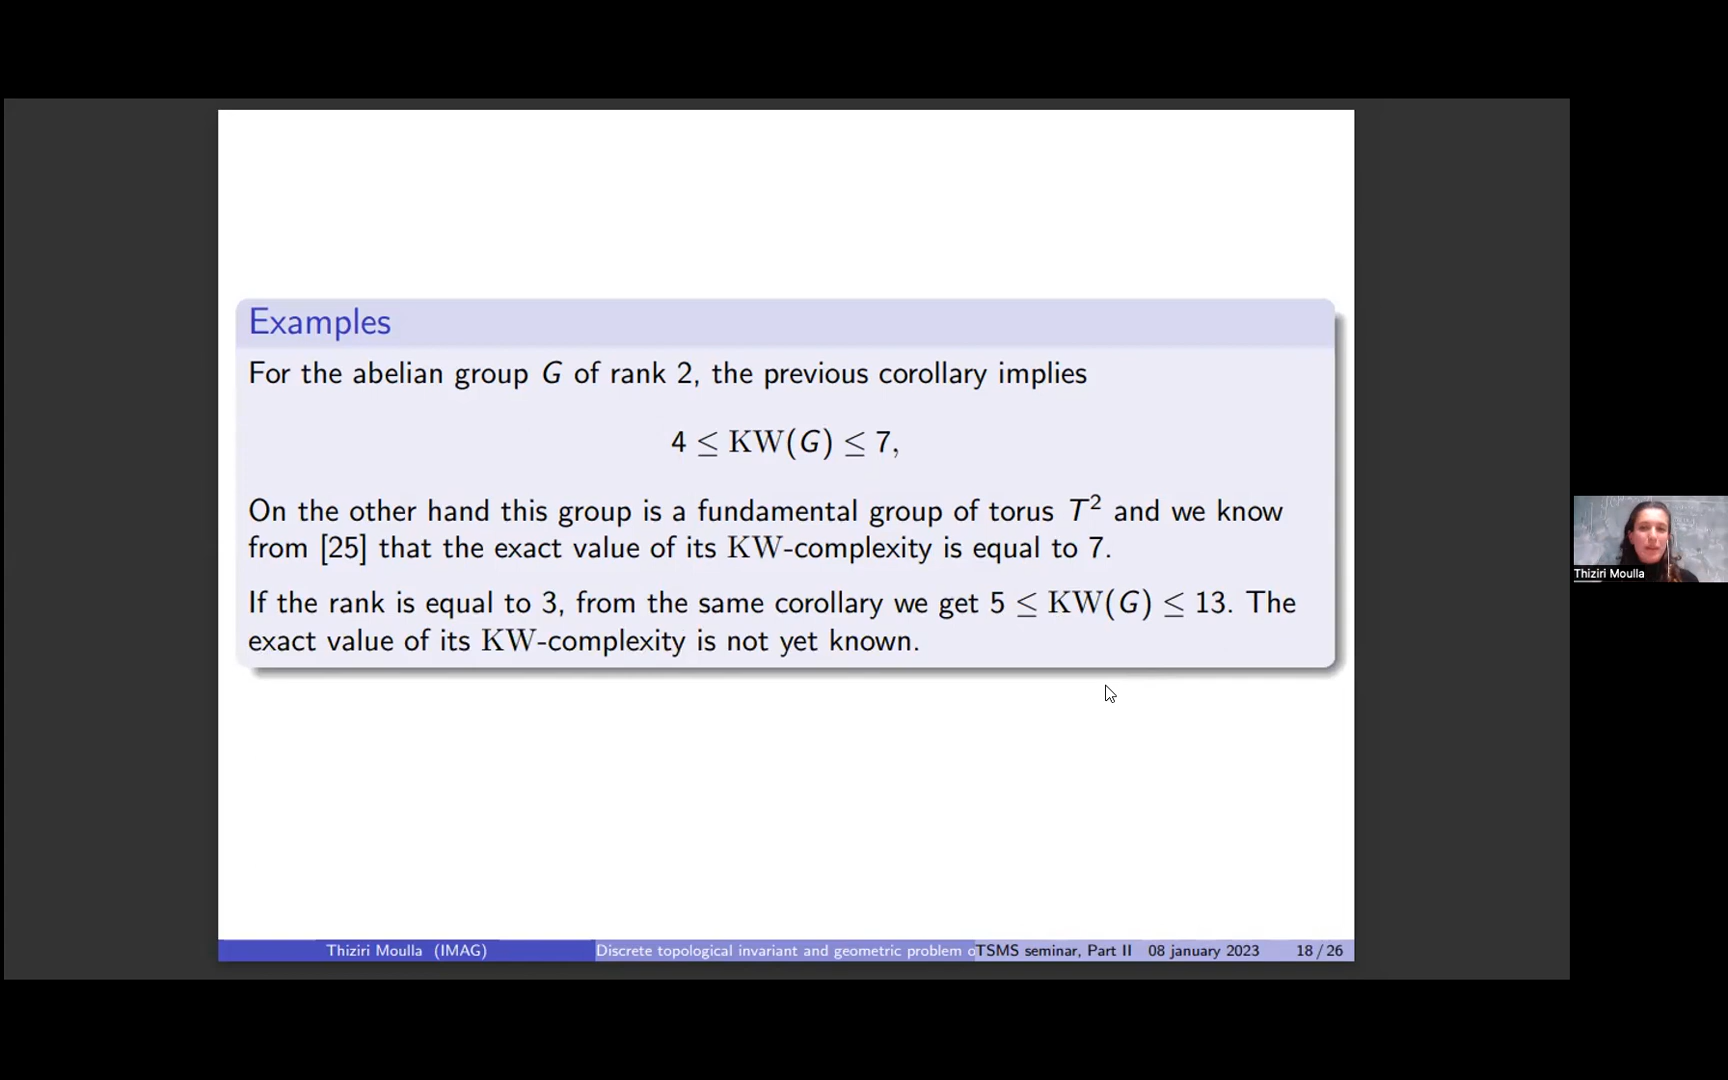 Examples
For the abelian group G of rank 2, the previous corollary implies
4 ≤ KW(G) ≤ 7,
On the other hand this group is a fundamental group of torus T² and we know
from [25] that the exact value of its KW-complexity is equal to 7.
If the rank is equal to 3, from the same corollary we get 5 ≤ KW(G) ≤ 13. The
exact value of its KW-complexity is not yet known.
Thiziri Moulla
Thiziri Moulla (IMAG) Discrete topological invariant and geometric problem o TSMS seminar, Part II 08 january 2023 18 / 26